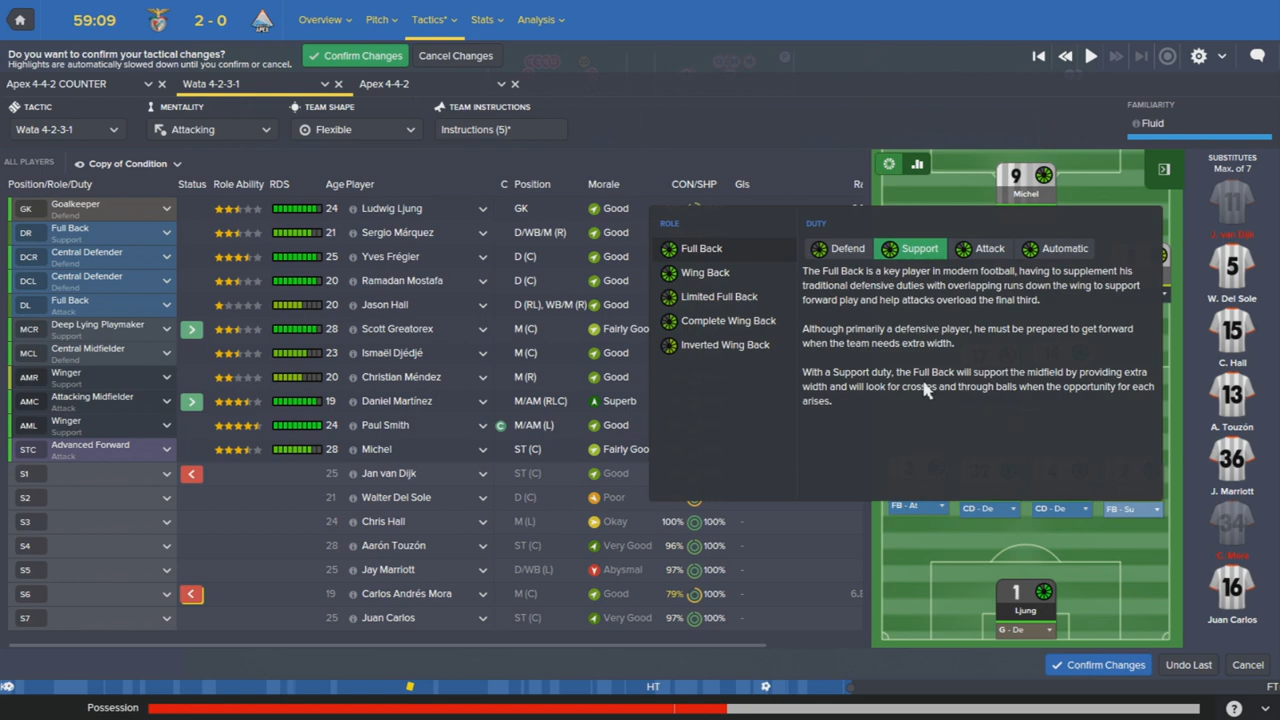 59:09
2 - 0
APEX
Overview
Pitch
Tactics*
Stats
Analysis
Do you want to confirm your tactical changes?
Highlights are automatically slowed down until you confirm or cancel.
Confirm Changes
Cancel Changes
Apex 4-4-2 COUNTER
Wata 4-2-3-1
Apex 4-4-2
TACTIC
MENTALITY
TEAM SHAPE
TEAM INSTRUCTIONS
FAMILIARITY
Wata 4-2-3-1
Attacking
Flexible
Instructions (5)*
Fluid
ALL PLAYERS
Copy of Condition
Position/Role/Duty Status Role Ability RDS Age Player C Position Morale CON/SHP Gls
GK Goalkeeper Defend 24 Ludwig Ljung GK Good
DR Full Back Support 21 Sergio Márquez D/WB/M (R) Good
DCR Central Defender Defend 25 Yves Frégier D (C) Good
DCL Central Defender Defend 20 Ramadan Mostafa D (C) Good
DL Full Back Support 20 Jason Hall D (RL), WB/M (R) Good
MCR Deep Lying Playmaker Support 28 Scott Greatorex M (C) Fairly Good
MCL Central Midfielder Defend 23 Ismaël Djédjé M (C) Good
AMR Winger Support 20 Christian Méndez M (R) Good
AMC Attacking Midfielder Attack 19 Daniel Martínez M/AM (RLC) Superb
AML Winger Support 24 Paul Smith C M/AM (L) Good
STC Advanced Forward Attack 28 Michel ST (C) Fairly Good
S1 25 Jan van Dijk ST (C) Good
S2 21 Walter Del Sole D (C) Poor
S3 24 Chris Hall M (L) Okay 100% 100% -
S4 28 Aarón Touzón ST (C) Very Good 96% 100% -
S5 25 Jay Marriott D/WB (L) Abysmal 97% 100% -
S6 19 Carlos Andrés Mora M (C) Good 79% 100% - 6.8
S7 25 Juan Carlos ST (C) Very Good 97% 100% -
ROLE
Full Back
Wing Back
Limited Full Back
Complete Wing Back
Inverted Wing Back
DUTY
Defend
Support
Attack
Automatic
The Full Back is a key player in modern football, having to supplement his
traditional defensive duties with overlapping runs down the wing to support
forward play and help attacks overload the final third.
Although primarily a defensive player, he must be prepared to get forward
when the team needs extra width.
With a Support duty, the Full Back will support the midfield by providing extra
width and will look for crosses and through balls when the opportunity for each
arises.
9
Michel
FB - At
CD - De
CD - De
FB - Su
1
Ljung
G - De
SUBSTITUTES
Max. of 7
11
J. van Dijk
5
W. Del Sole
15
C. Hall
13
A. Touzón
36
J. Marriott
34
C. Mora
16
Juan Carlos
Confirm Changes
Undo Last
Cancel
HT
FT
Possession
?